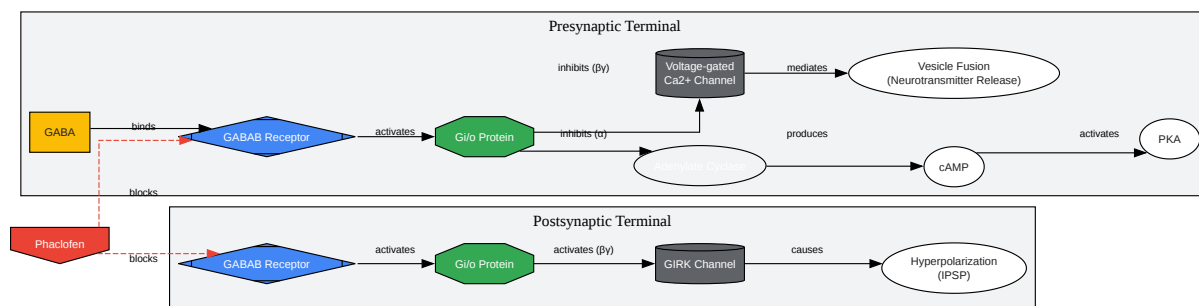 Presynaptic Terminal
inhibits (βγ)
Voltage-gated
Ca2+ Channel
mediates
Vesicle Fusion
(Neurotransmitter Release)
GABA
binds
GABAB Receptor
activates
Gi/o Protein
inhibits (α)
Adenylate Cyclase
produces
cAMP
activates
PKA
blocks
Phaclofen
blocks
Postsynaptic Terminal
GABAB Receptor
activates
Gi/o Protein
activates (βγ)
GIRK Channel
causes
Hyperpolarization
(IPSP)